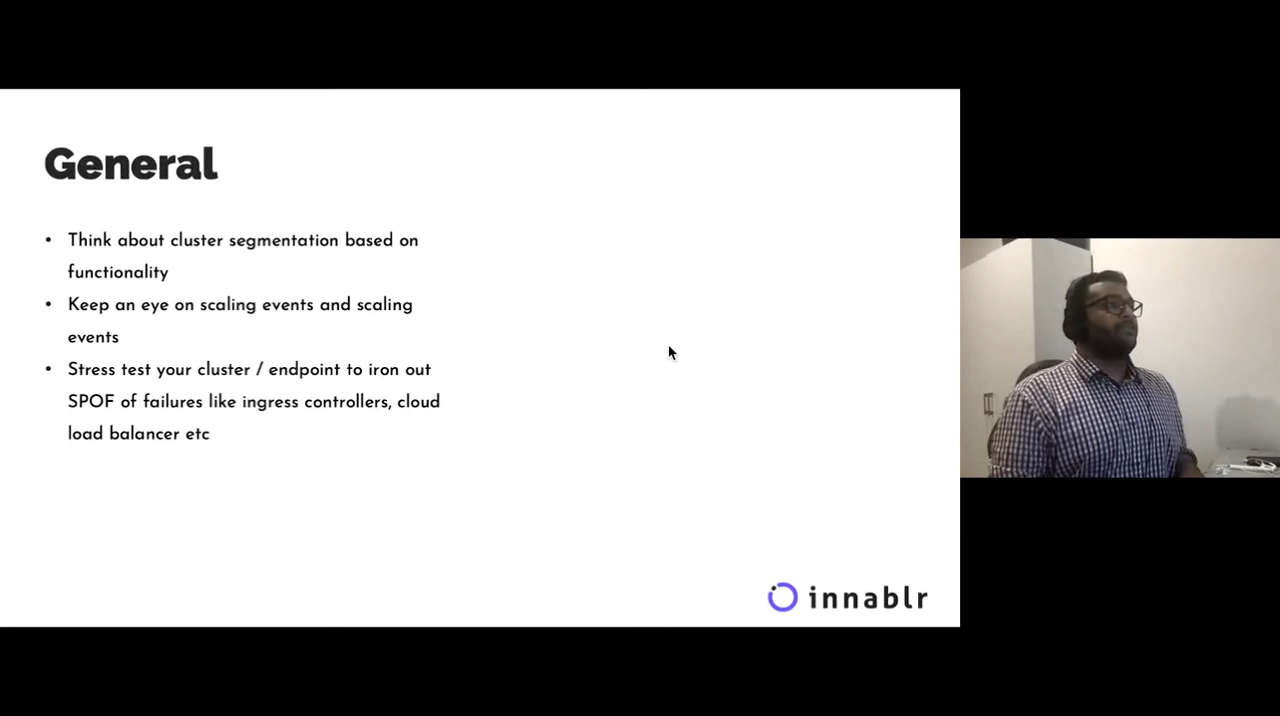 General
• Think about cluster segmentation based on
functionality
• Keep an eye on scaling events and scaling
events
• Stress test your cluster / endpoint to iron out
SPOF of failures like ingress controllers, cloud
load balancer etc
innablr